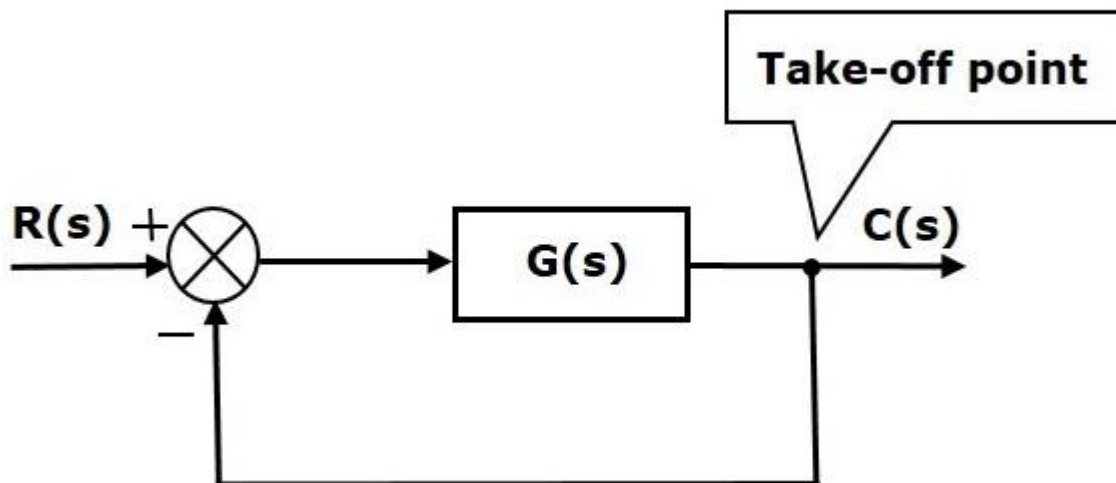 Take-off point
R(s) +
C(s)
G(s)
−